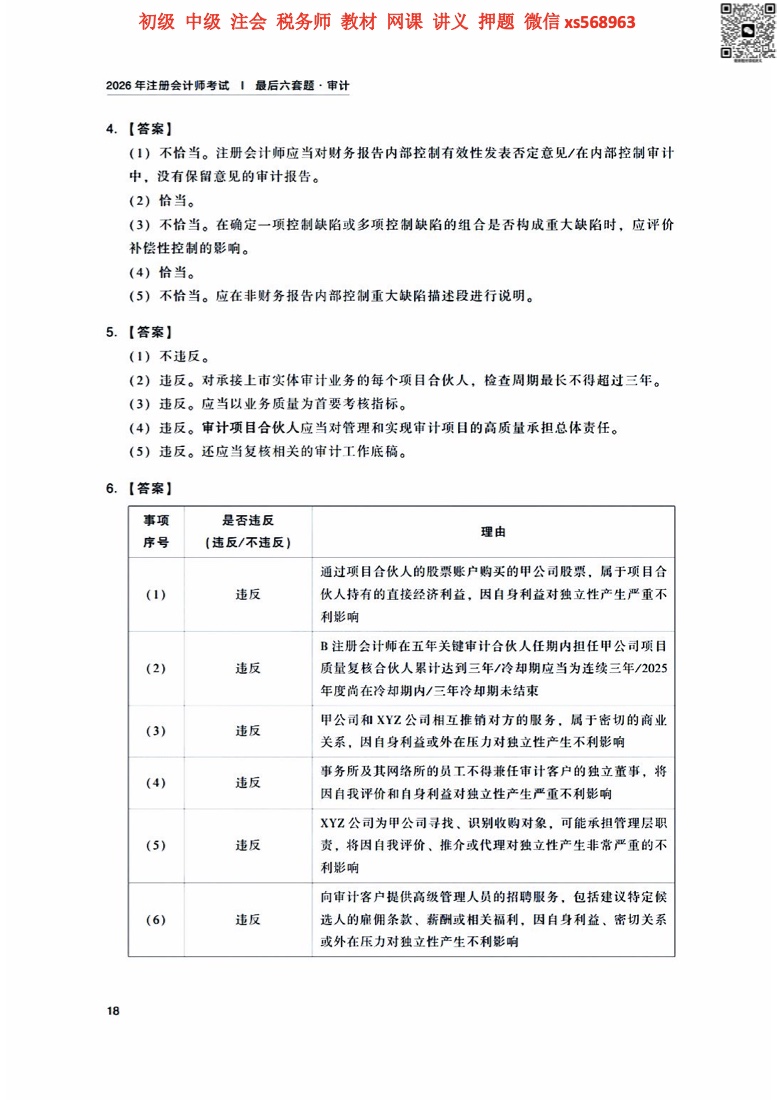 初级 中级 注会 税务师 教材 网课 讲义 押题 微信 xs568963
2026 年注册会计师考试 | 最后六套题·审计
4. 【答案】
(1) 不恰当。注册会计师应当对财务报告内部控制有效性发表否定意见/在内部控制审计
中，没有保留意见的审计报告。
(2) 恰当。
(3) 不恰当。在确定一项控制缺陷或多项控制缺陷的组合是否构成重大缺陷时，应评价
补偿性控制的影响。
(4) 恰当。
(5) 不恰当。应在非财务报告内部控制重大缺陷描述段进行说明。
5. 【答案】
(1) 不违反。
(2) 违反。对承接上市实体审计业务的每个项目合伙人，检查周期最长不得超过三年。
(3) 违反。应当以业务质量为首要考核指标。
(4) 违反。审计项目合伙人应当对管理和实现审计项目的高质量承担总体责任。
(5) 违反。还应当复核相关的审计工作底稿。
6. 【答案】
事项
序号
是否违反
(违反/不违反)
理由
(1)
违反
通过项目合伙人的股票账户购买的甲公司股票，属于项目合
伙人持有的直接经济利益，因自身利益对独立性产生严重不
利影响
(2)
违反
B 注册会计师在五年关键审计合伙人任期内担任甲公司项目
质量复核合伙人累计达到三年/冷却期应当为连续三年/2025
年度尚在冷却期内/三年冷却期未结束
(3)
违反
甲公司和 XYZ 公司相互推销对方的服务，属于密切的商业
关系，因自身利益或外在压力对独立性产生不利影响
(4)
违反
事务所及其网络所的员工不得兼任审计客户的独立董事，将
因自我评价和自身利益对独立性产生严重不利影响
(5)
违反
XYZ 公司为甲公司寻找、识别收购对象，可能承担管理层职
责，将因自我评价、推介或代理对独立性产生非常严重的不
利影响
(6)
违反
向审计客户提供高级管理人员的招聘服务，包括建议特定候
选人的雇佣条款、薪酬或相关福利，因自身利益、密切关系
或外在压力对独立性产生不利影响
18